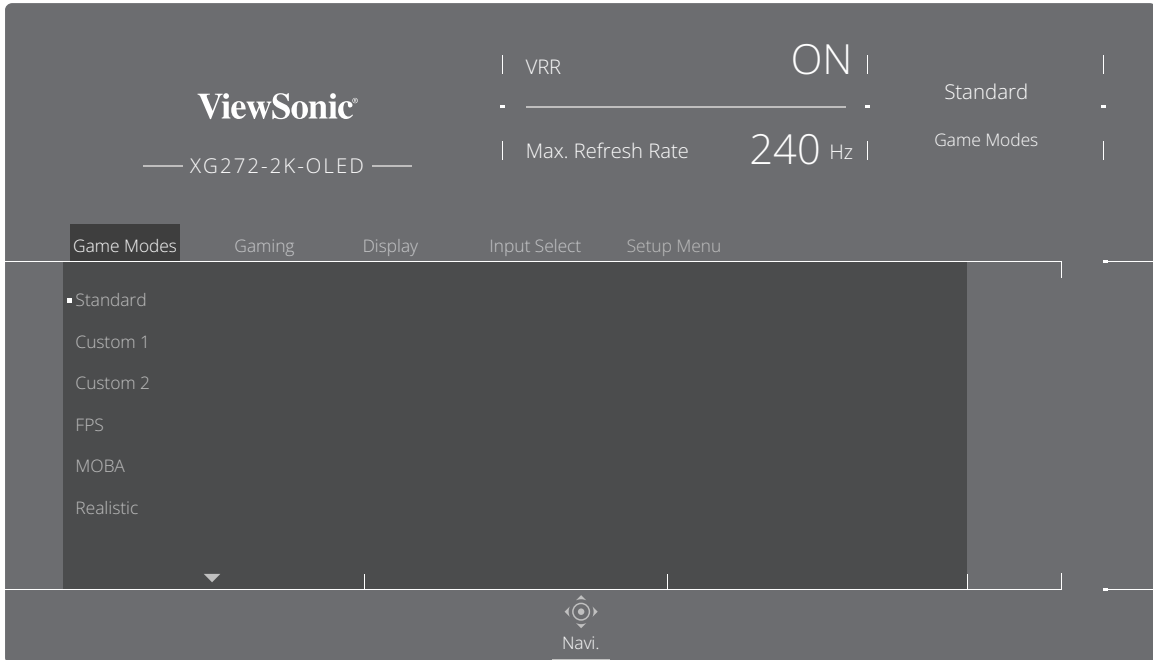 ViewSonic®
XG272-2K-OLED
VRR ON
Max. Refresh Rate 240 Hz
Standard
Game Modes
Game Modes Gaming Display Input Select Setup Menu
Standard
Custom 1
Custom 2
FPS
MOBA
Realistic
Navi.